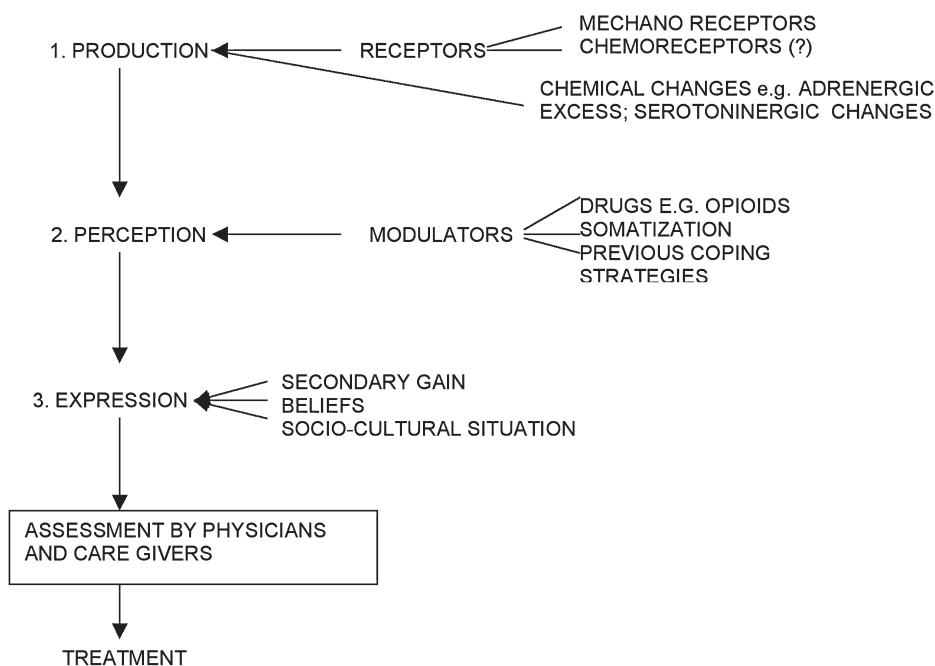 MECHANO RECEPTORS
1. PRODUCTION
RECEPTORS
CHEMORECEPTORS (?)
CHEMICAL CHANGES e.g. ADRENERGIC
EXCESS; SEROTONINERGIC CHANGES
2. PERCEPTION
MODULATORS
DRUGS E.G. OPIOIDS
SOMATIZATION
PREVIOUS COPING
STRATEGIES
3. EXPRESSION
SECONDARY GAIN
BELIEFS
SOCIO-CULTURAL SITUATION
ASSESSMENT BY PHYSICIANS
AND CARE GIVERS
TREATMENT